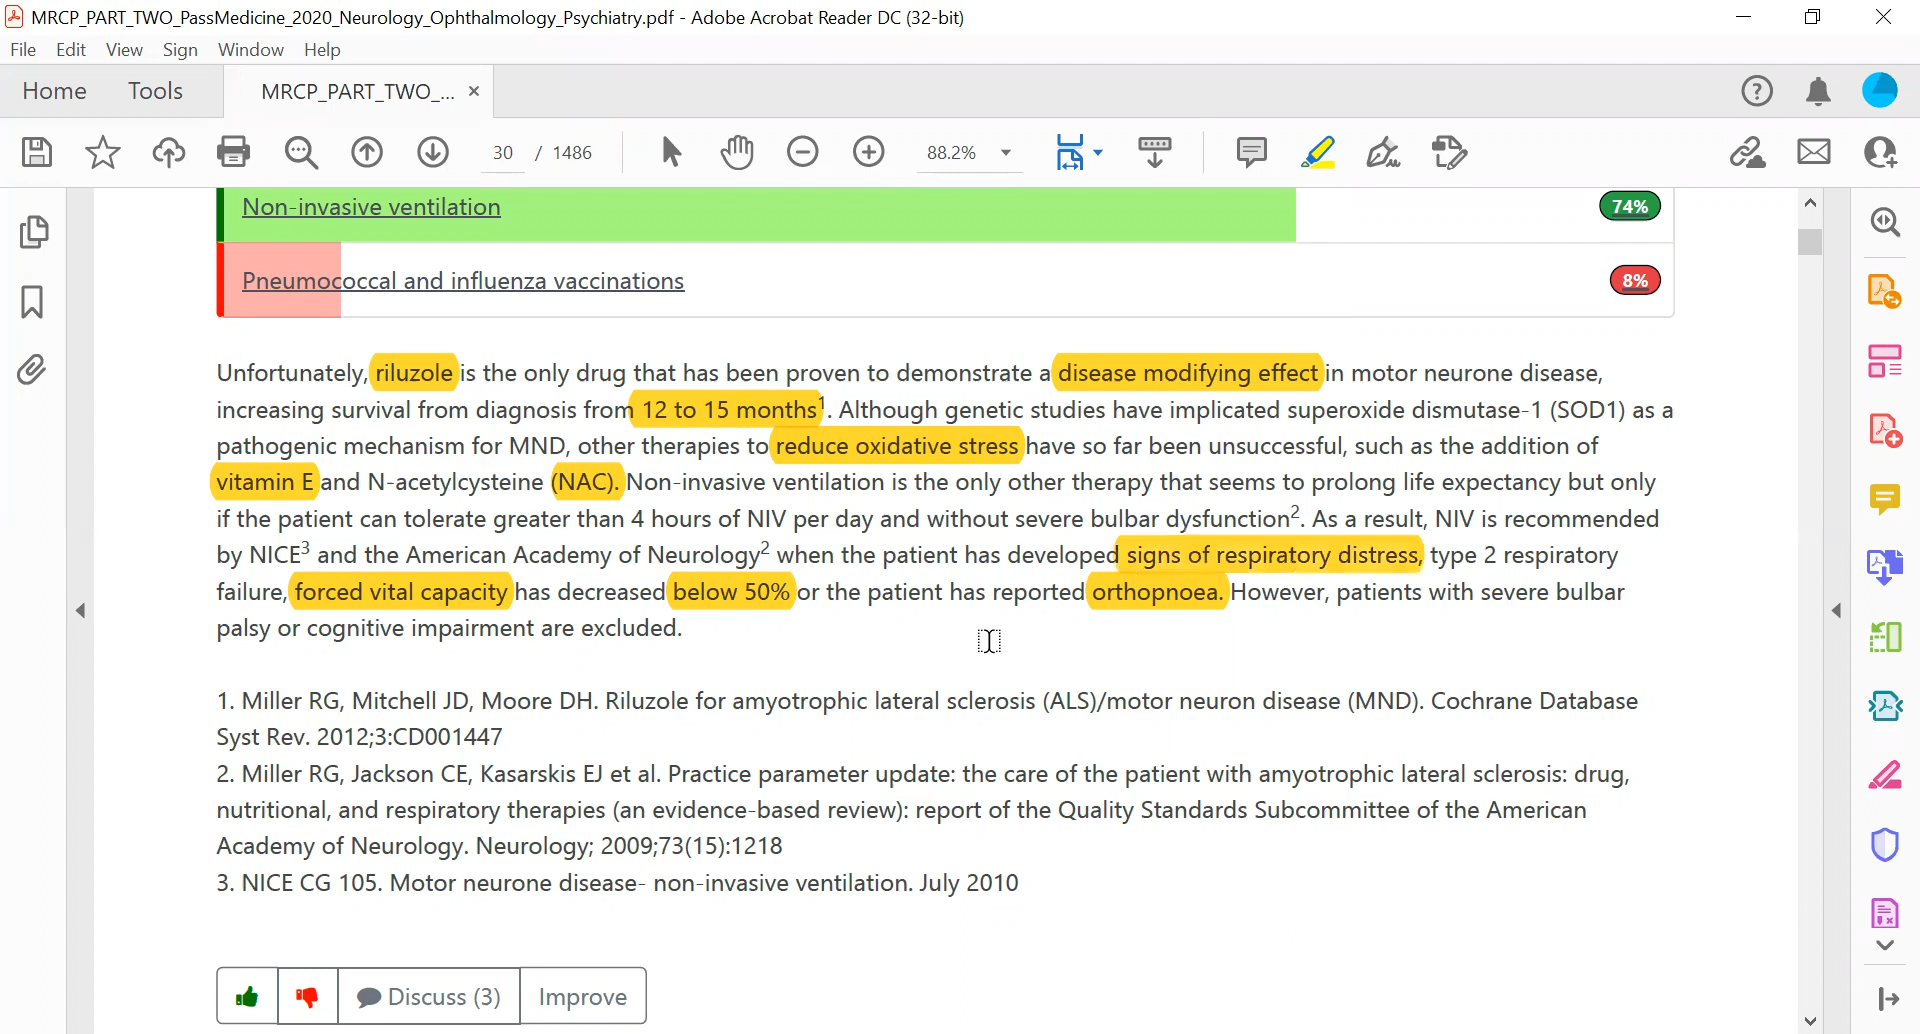 MRCP_PART_TWO_PassMedicine_2020_Neurology_Ophthalmology_Psychiatry.pdf - Adobe Acrobat Reader DC (32-bit)
File Edit View Sign Window Help
Home Tools MRCP_PART_TWO_... ×
30 / 1486 88.2%
Non-invasive ventilation 74%
Pneumococcal and influenza vaccinations 8%
Unfortunately, riluzole is the only drug that has been proven to demonstrate a disease modifying effect in motor neurone disease,
increasing survival from diagnosis from 12 to 15 months¹. Although genetic studies have implicated superoxide dismutase-1 (SOD1) as a
pathogenic mechanism for MND, other therapies to reduce oxidative stress have so far been unsuccessful, such as the addition of
vitamin E and N-acetylcysteine (NAC). Non-invasive ventilation is the only other therapy that seems to prolong life expectancy but only
if the patient can tolerate greater than 4 hours of NIV per day and without severe bulbar dysfunction². As a result, NIV is recommended
by NICE³ and the American Academy of Neurology² when the patient has developed signs of respiratory distress, type 2 respiratory
failure, forced vital capacity has decreased below 50% or the patient has reported orthopnoea. However, patients with severe bulbar
palsy or cognitive impairment are excluded.
1. Miller RG, Mitchell JD, Moore DH. Riluzole for amyotrophic lateral sclerosis (ALS)/motor neuron disease (MND). Cochrane Database
Syst Rev. 2012;3:CD001447
2. Miller RG, Jackson CE, Kasarskis EJ et al. Practice parameter update: the care of the patient with amyotrophic lateral sclerosis: drug,
nutritional, and respiratory therapies (an evidence-based review): report of the Quality Standards Subcommittee of the American
Academy of Neurology. Neurology; 2009;73(15):1218
3. NICE CG 105. Motor neurone disease- non-invasive ventilation. July 2010
Discuss (3) Improve